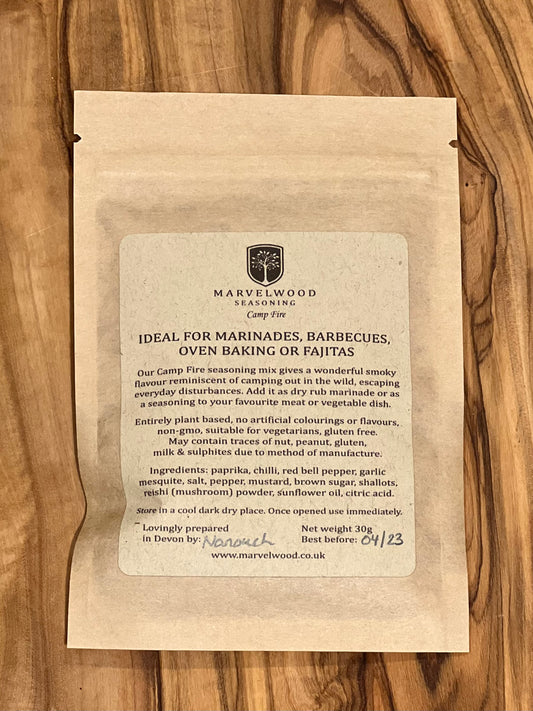 MARVELWOOD
SEASONING
Camp Fire
IDEAL FOR MARINADES, BARBECUES,
OVEN BAKING OR FAJITAS
Our Camp Fire seasoning mix gives a wonderful smoky
flavour reminiscent of camping out in the wild, escaping
everyday disturbances. Add it as dry rub marinade or as
a seasoning to your favourite meat or vegetable dish.
Entirely plant based, no artificial colourings or flavours,
non-gmo, suitable for vegetarians, gluten free.
May contain traces of nut, peanut, gluten,
milk & sulphites due to method of manufacture.
Ingredients: paprika, chilli, red bell pepper, garlic
mesquite, salt, pepper, mustard, brown sugar, shallots,
reishi (mushroom) powder, sunflower oil, citric acid.
Store in a cool dark dry place. Once opened use immediately.
Lovingly prepared
in Devon by:
Net weight 30g
Best before: 04/23
www.marvelwood.co.uk